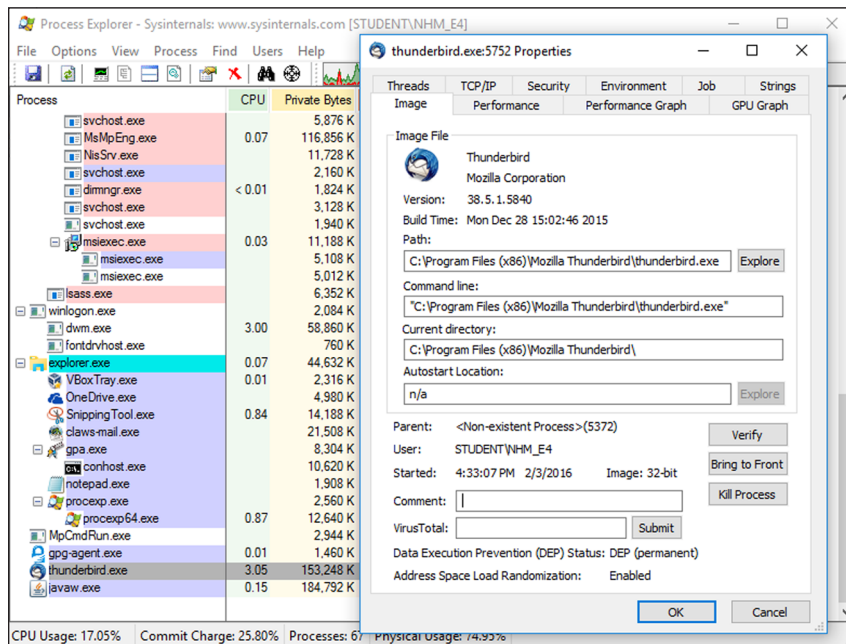 Process Explorer - Sysinternals: www.sysinternals.com [STUDENT\NHM_E4]
File Options View Process Find Users Help
Process CPU Private Bytes
svchost.exe 5,876 K
MsMpEng.exe 0.07 116,856 K
NisSrv.exe 11,728 K
svchost.exe 2,160 K
dirmngr.exe < 0.01 1,824 K
svchost.exe 3,128 K
svchost.exe 1,940 K
msiexec.exe 0.03 11,188 K
msiexec.exe 5,108 K
msiexec.exe 5,012 K
lsass.exe 6,352 K
winlogon.exe 2,084 K
dwm.exe 3.00 58,860 K
fontdrvhost.exe 760 K
explorer.exe 0.07 44,632 K
VBoxTray.exe 0.01 2,316 K
OneDrive.exe 4,980 K
SnippingTool.exe 0.84 14,188 K
claws-mail.exe 21,508 K
gpa.exe 8,304 K
conhost.exe 10,620 K
notepad.exe 1,908 K
procexp.exe 2,560 K
procexp64.exe 0.87 12,640 K
MpCmdRun.exe 2,944 K
gpg-agent.exe 0.01 1,460 K
thunderbird.exe 3.05 153,248 K
javaw.exe 0.15 184,792 K
CPU Usage: 17.05% Commit Charge: 25.80% Processes: 67 Physical Usage: 74.95%
thunderbird.exe:5752 Properties
Threads TCP/IP Security Environment Job Strings
Image Performance Performance Graph GPU Graph
Image File
Thunderbird
Mozilla Corporation
Version: 38.5.1.5840
Build Time: Mon Dec 28 15:02:46 2015
Path:
C:\Program Files (x86)\Mozilla Thunderbird\thunderbird.exe Explore
Command line:
"C:\Program Files (x86)\Mozilla Thunderbird\thunderbird.exe"
Current directory:
C:\Program Files (x86)\Mozilla Thunderbird\
Autostart Location:
n/a Explore
Parent: <Non-existent Process>(5372) Verify
User: STUDENT\NHM_E4
Started: 4:33:07 PM 2/3/2016 Image: 32-bit Bring to Front
Comment: Kill Process
VirusTotal: Submit
Data Execution Prevention (DEP) Status: DEP (permanent)
Address Space Load Randomization: Enabled
OK Cancel